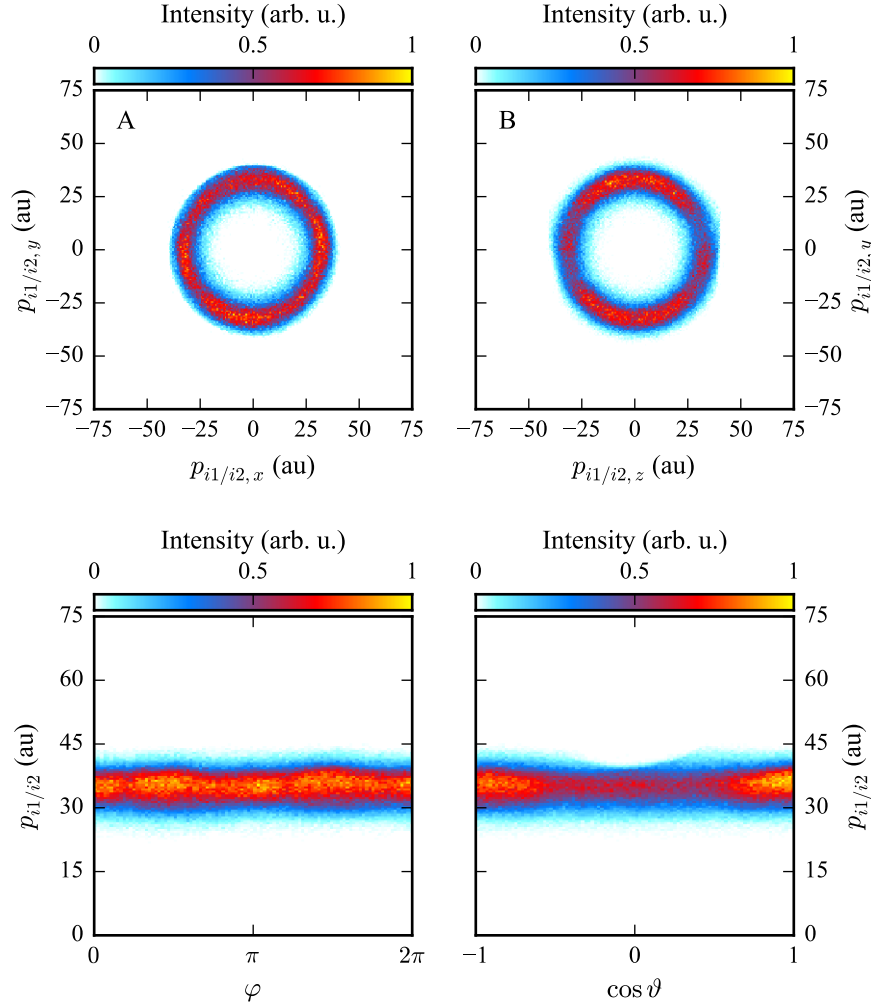 Intensity (arb. u.) Intensity (arb. u.)
0 0.5 1 0 0.5 1
75 75
A B
50 50
25 25
p_{i1/i2, y} (au) 0 0 p_{i1/i2, y} (au)
−25 −25
−50 −50
−75 −75
−75 −50 −25 0 25 50 75 −75 −50 −25 0 25 50 75
p_{i1/i2, x} (au) p_{i1/i2, z} (au)
Intensity (arb. u.) Intensity (arb. u.)
0 0.5 1 0 0.5 1
75 75
60 60
45 45
p_{i1/i2} (au) p_{i1/i2} (au)
30 30
15 15
0 0
0 π 2π −1 0 1
φ cos ϑ